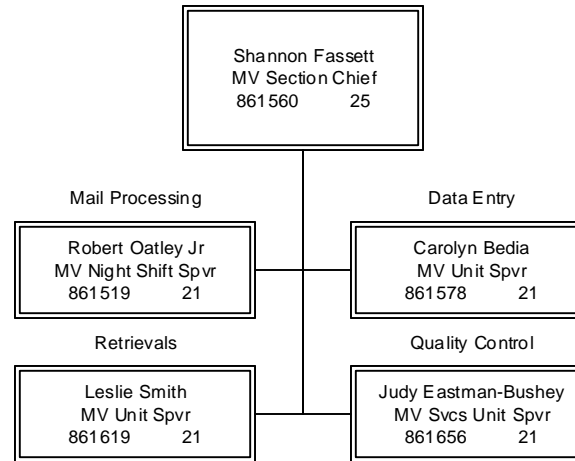 Shannon Fassett
MV Section Chief
861560 25
Mail Processing
Data Entry
Robert Oatley Jr
MV Night Shift Spvr
861519 21
Carolyn Bedia
MV Unit Spvr
861578 21
Retrievals
Quality Control
Leslie Smith
MV Unit Spvr
861619 21
Judy Eastman-Bushey
MV Svcs Unit Spvr
861656 21